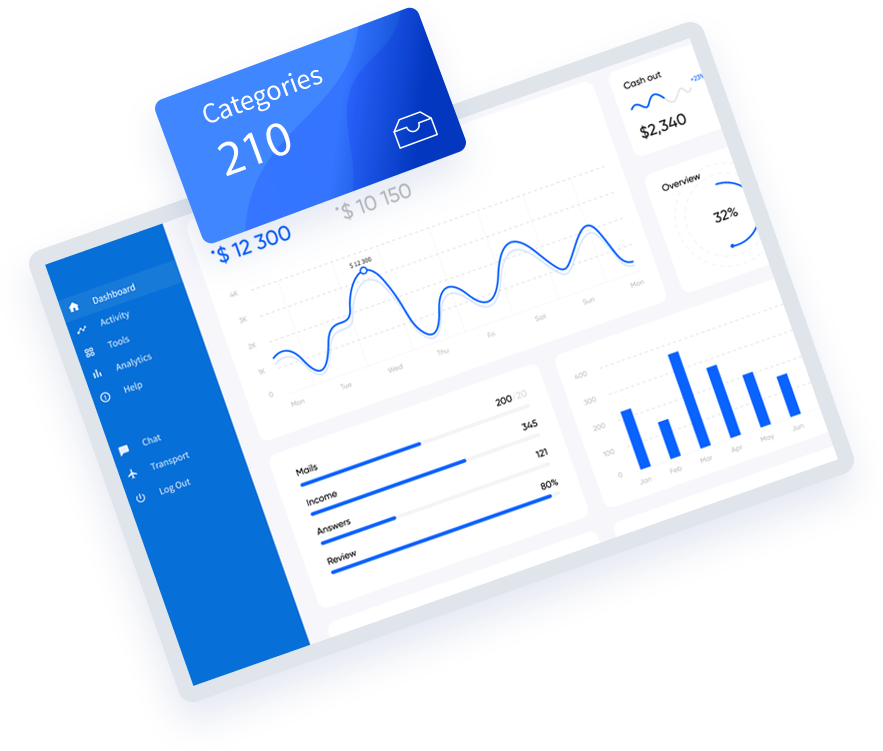 Categories
210
$ 12 300
$ 10 150
Dashboard
Activity
Tools
Analytics
Help
Chat
Transport
Log Out
$ 12 300
4K
3K
2K
1K
0
Mon
Tue
Wed
Thu
Fri
Sat
Sun
Mon
Cash out
+23%
$2,340
Overview
32%
Mails
200/20
Income
345
Answers
121
Review
80%
600
300
200
100
0
Jan
Feb
Mar
Apr
May
Jun